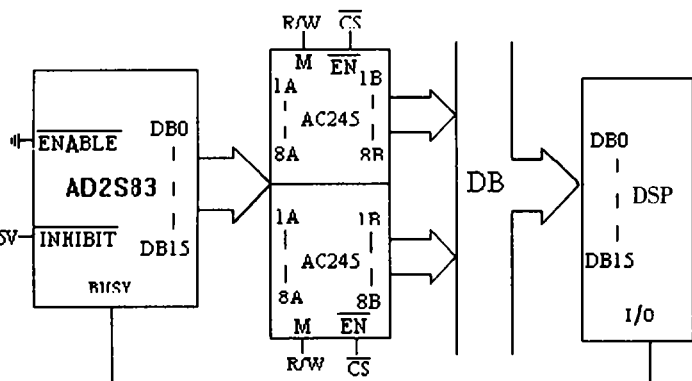 R/W CS
M EN
1A 1B
AC245
8A 8B
ENABLE
DB0
AD2S83
INHIBIT
DB15
BUSY
1A 1B
AC245
8A 8B
M EN
R/W CS
DB
DB0
DSP
DB15
I/O